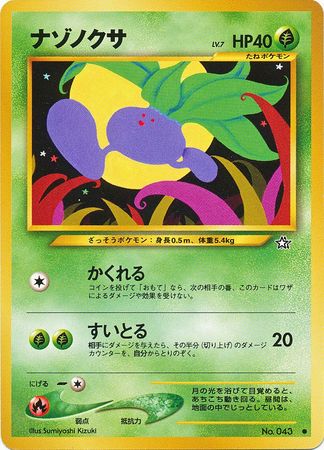 ナゾノクサ
LV.7 HP40
たねポケモン
ざっそうポケモン：身長0.5m、体重5.4kg
かくれる
コインを投げて「おもて」なら、次の相手の番、このカードはワザ
によるダメージや効果を受けない。
すいとる 20
相手にダメージを与えたら、その半分（切り上げ）のダメージ
カウンターを、自分からとりのぞく。
にげる
弱点 抵抗力
月の光を浴びて目覚めると、
あちこち動き回る。昼間は、
地面の中でじっとしている。
Illus.Sumiyoshi Kizuki
No.043